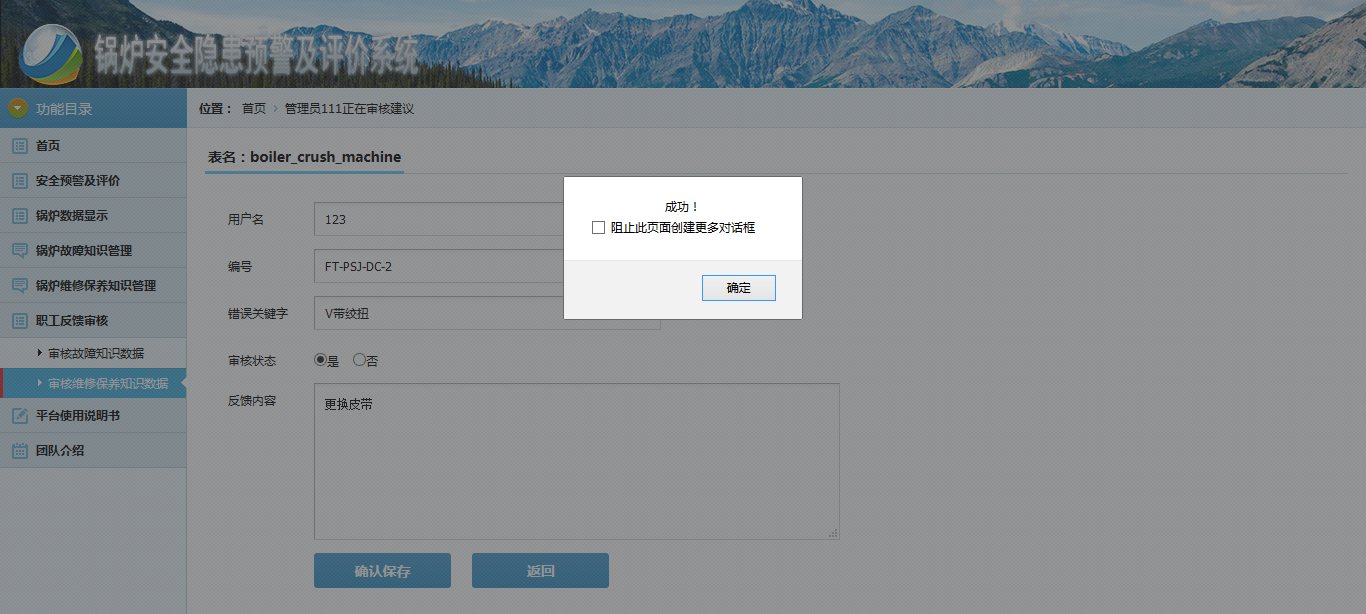 锅炉安全隐患预警及评价系统
功能目录
位置： 首页 › 管理员111正在审核建议
首页
安全预警及评价
锅炉数据显示
锅炉故障知识管理
锅炉维修保养知识管理
职工反馈审核
审核故障知识数据
审核维修保养知识数据
平台使用说明书
团队介绍
表名：boiler_crush_machine
用户名 123
编号 FT-PSJ-DC-2
错误关键字 V带绞扭
审核状态 是 否
反馈内容 更换皮带
确认保存 返回
成功！
阻止此页面创建更多对话框
确定